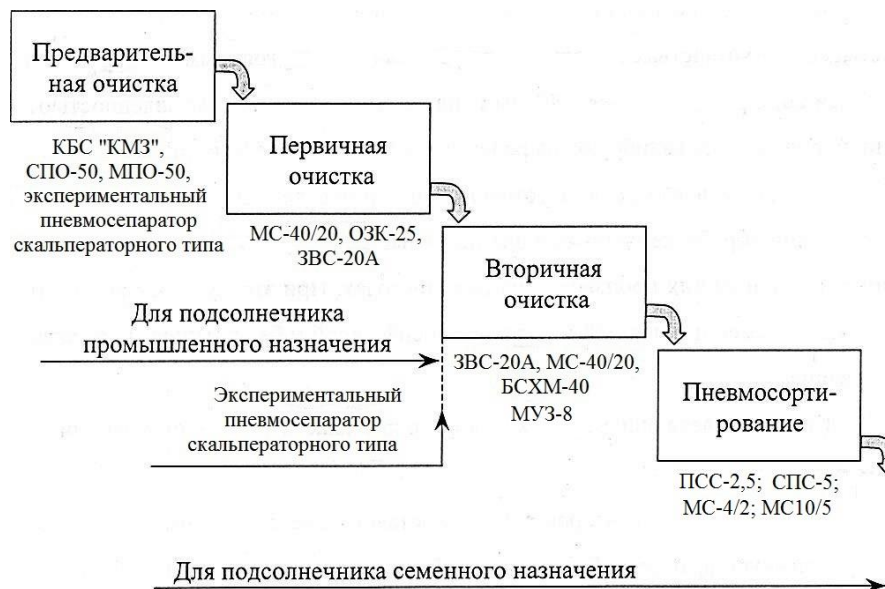 Предваритель-
ная очистка
КБС "КМЗ",
СПО-50, МПО-50,
экспериментальный
пневмосепаратор
скальператорного типа
Первичная
очистка
МС-40/20, ОЗК-25,
ЗВС-20А
Вторичная
очистка
ЗВС-20А, МС-40/20,
БСХМ-40
МУЗ-8
Для подсолнечника
промышленного назначения
Экспериментальный
пневмосепаратор
скальператорного типа
Пневмосорти-
рование
ПСС-2,5; СПС-5;
МС-4/2; МС10/5
Для подсолнечника семенного назначения